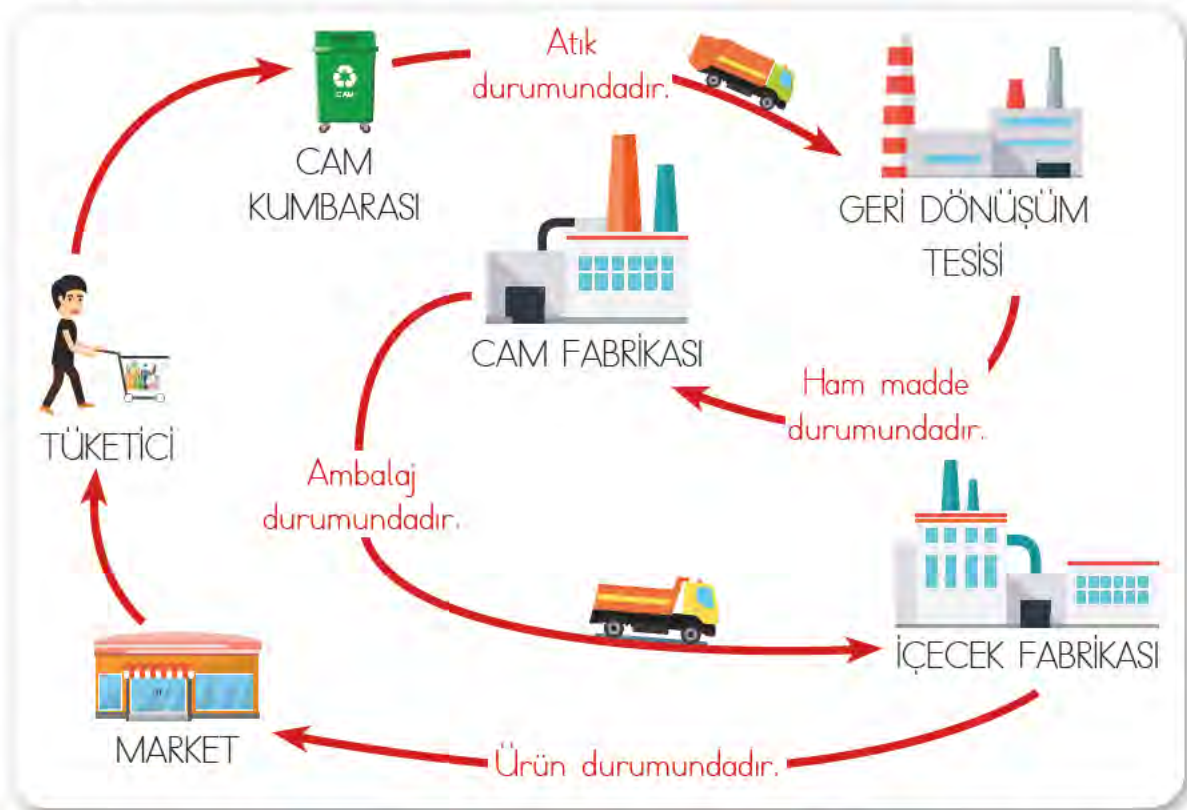 CAM
CAM
KUMBARASI
Atık
durumundadır.
GERİ DÖNÜŞÜM
TESİSİ
Ham madde
durumundadır.
CAM FABRİKASI
Ambalaj
durumundadır.
İÇECEK FABRİKASI
Ürün durumundadır.
MARKET
TÜKETİCİ